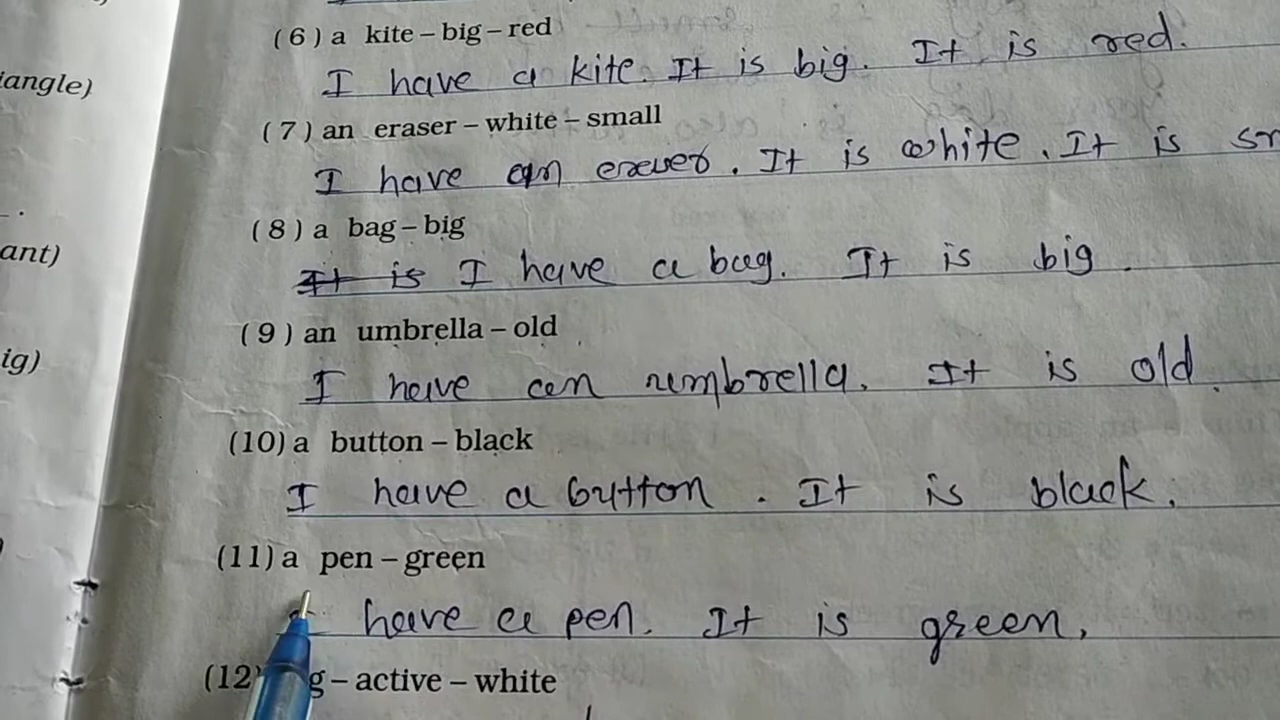 (6) a kite – big – red
iangle)
I have a kite. It is big. It is red.
(7) an eraser – white – small
I have an eraver. It is white. It is
(8) a bag – big
ant)
It is I have a bag. It is big.
(9) an umbrella – old
ig)
I have an umbrella. It is old.
(10) a button – black
I have a button. It is black.
(11) a pen – green
have a pen. It is green.
(12) – active – white